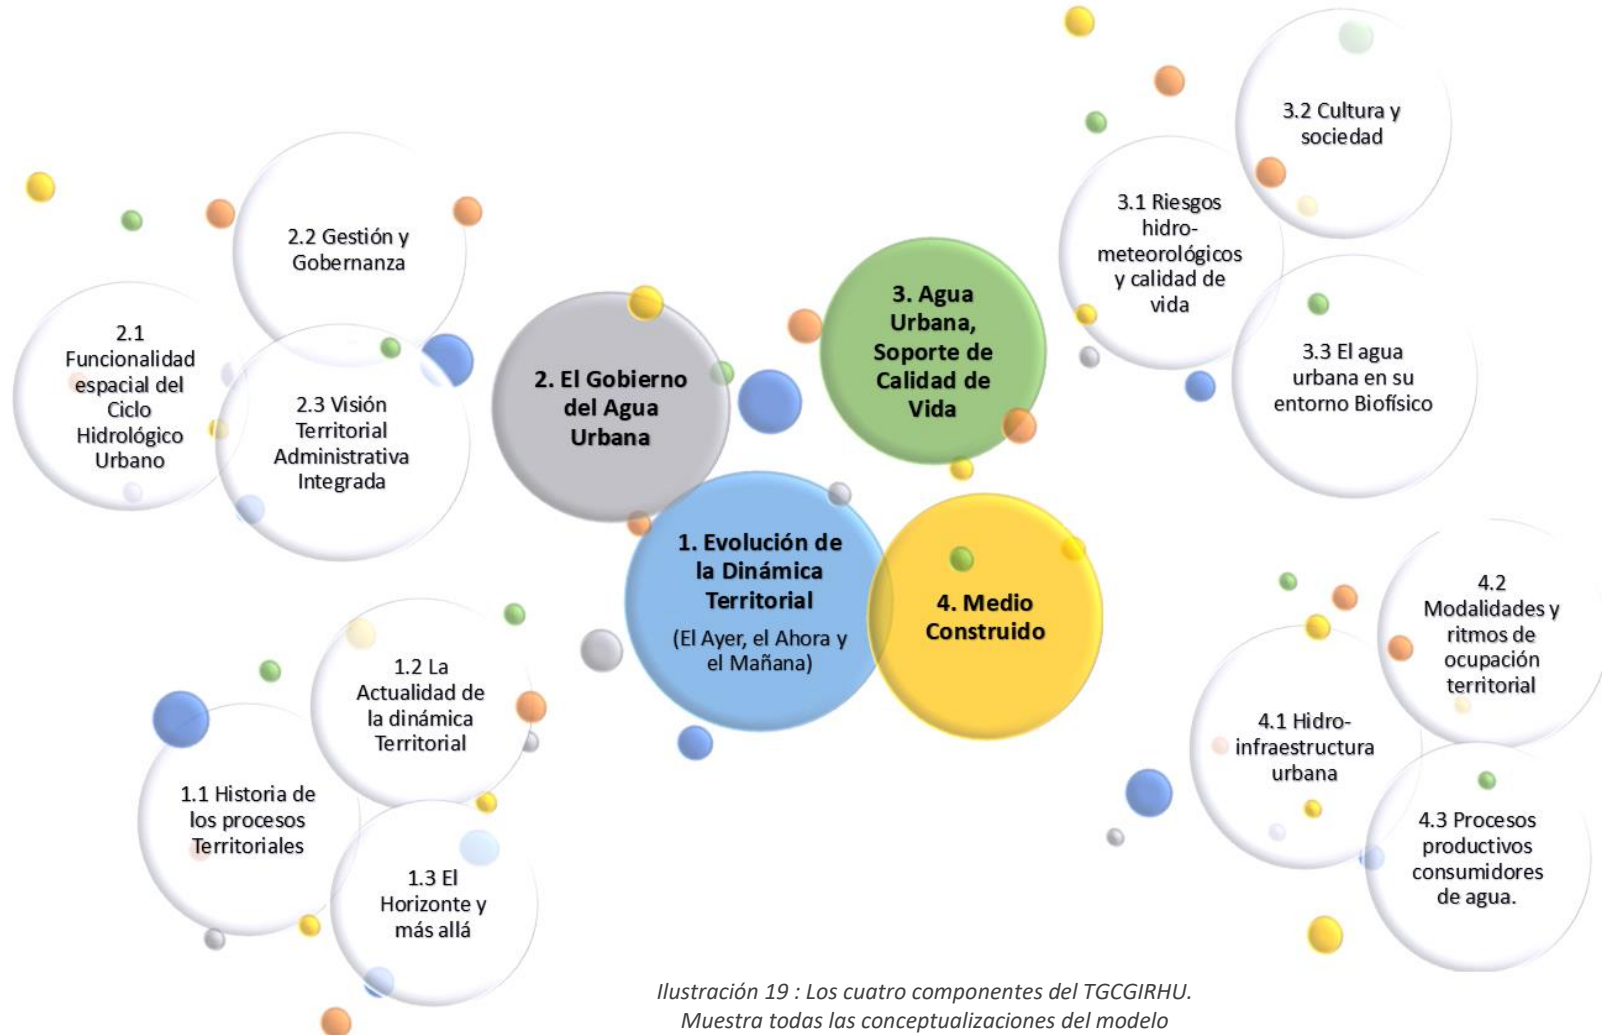 3.2 Cultura y
sociedad
3.1 Riesgos
hidro-
meteorológicos
y calidad de
vida
3.3 El agua
urbana en su
entorno Biofísico
2.2 Gestión y
Gobernanza
2.1
Funcionalidad
espacial del
Ciclo
Hidrológico
Urbano
2.3 Visión
Territorial
Administrativa
Integrada
2. El Gobierno
del Agua
Urbana
3. Agua
Urbana,
Soporte de
Calidad de
Vida
1. Evolución de
la Dinámica
Territorial
(El Ayer, el Ahora y
el Mañana)
4. Medio
Construido
1.2 La
Actualidad de
la dinámica
Territorial
1.1 Historia de
los procesos
Territoriales
1.3 El
Horizonte y
más allá
4.2
Modalidades y
ritmos de
ocupación
territorial
4.1 Hidro-
infraestructura
urbana
4.3 Procesos
productivos
consumidores
de agua.
Ilustración 19 : Los cuatro componentes del TGCGIRHU.
Muestra todas las conceptualizaciones del modelo